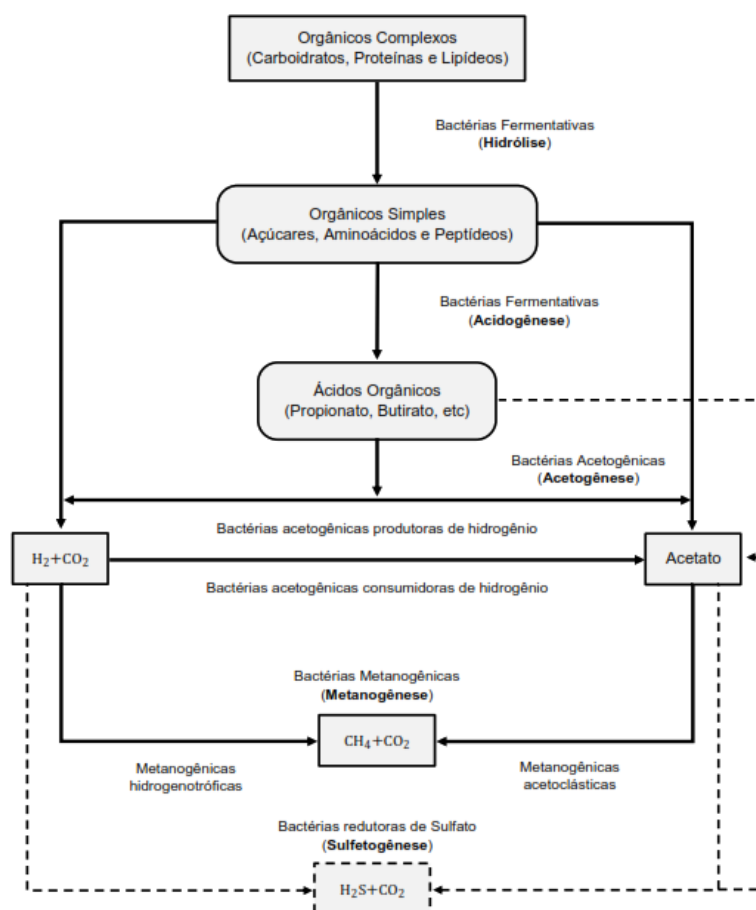 Orgânicos Complexos
(Carboidratos, Proteínas e Lipídeos)
Bactérias Fermentativas
(Hidrólise)
Orgânicos Simples
(Açúcares, Aminoácidos e Peptídeos)
Bactérias Fermentativas
(Acidogênese)
Ácidos Orgânicos
(Propionato, Butirato, etc)
Bactérias Acetogênicas
(Acetogênese)
Bactérias acetogênicas produtoras de hidrogênio
H₂+CO₂
Acetato
Bactérias acetogênicas consumidoras de hidrogênio
Bactérias Metanogênicas
(Metanogênese)
CH₄+CO₂
Metanogênicas
hidrogenotróficas
Metanogênicas
acetoclásticas
Bactérias redutoras de Sulfato
(Sulfetogênese)
H₂S+CO₂